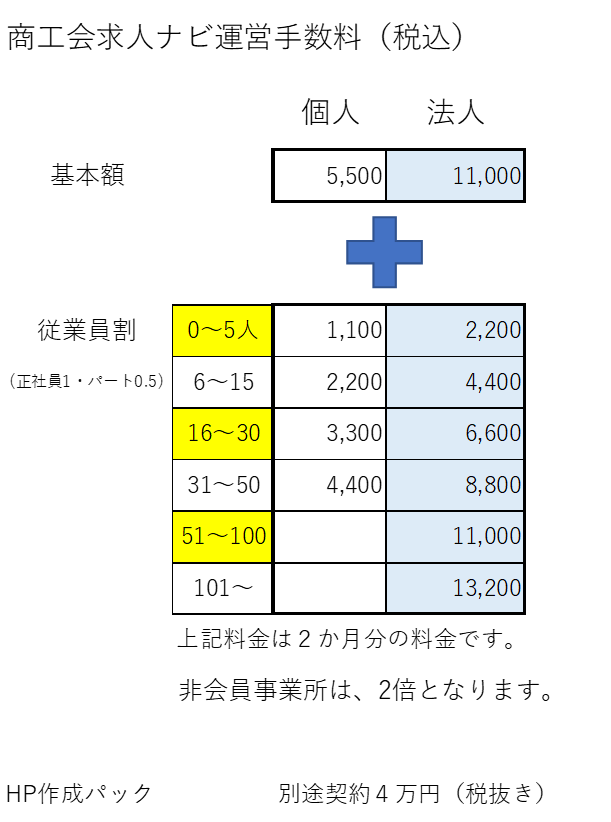 商工会求人ナビ運営手数料（税込）
個人 法人
基本額 5,500 11,000
従業員割 0～5人 1,100 2,200
（正社員1・パート0.5） 6～15 2,200 4,400
16～30 3,300 6,600
31～50 4,400 8,800
51～100 11,000
101～ 13,200
上記料金は２か月分の料金です。
非会員事業所は、2倍となります。
HP作成パック 別途契約４万円（税抜き）